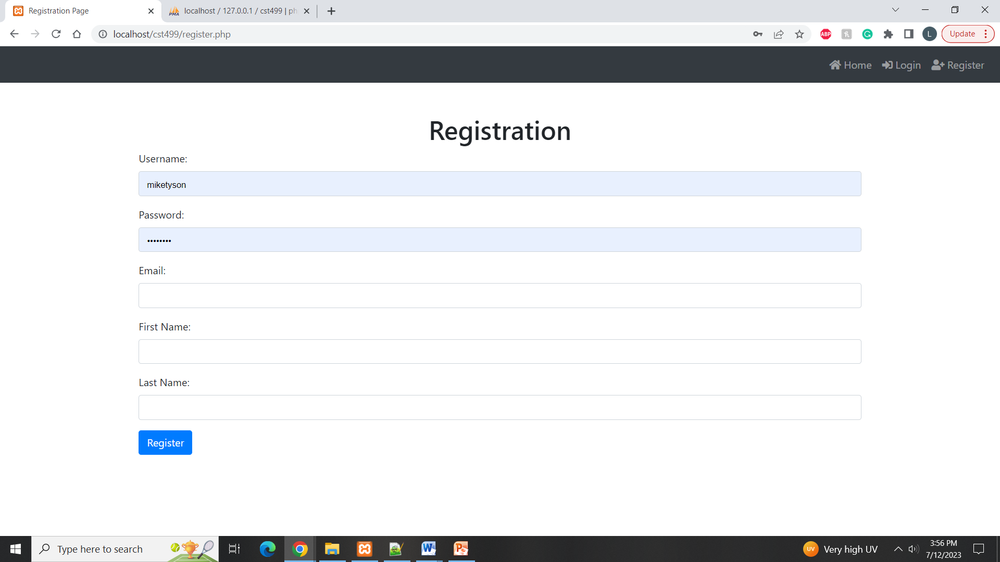 Registration Page
localhost / 127.0.0.1 / cst499 | ph
localhost/cst499/register.php
ABP
L
Update
Home
Login
Register
Registration
Username:
miketyson
Password:
••••••••
Email:
First Name:
Last Name:
Register
Type here to search
UV
Very high UV
3:56 PM
7/12/2023